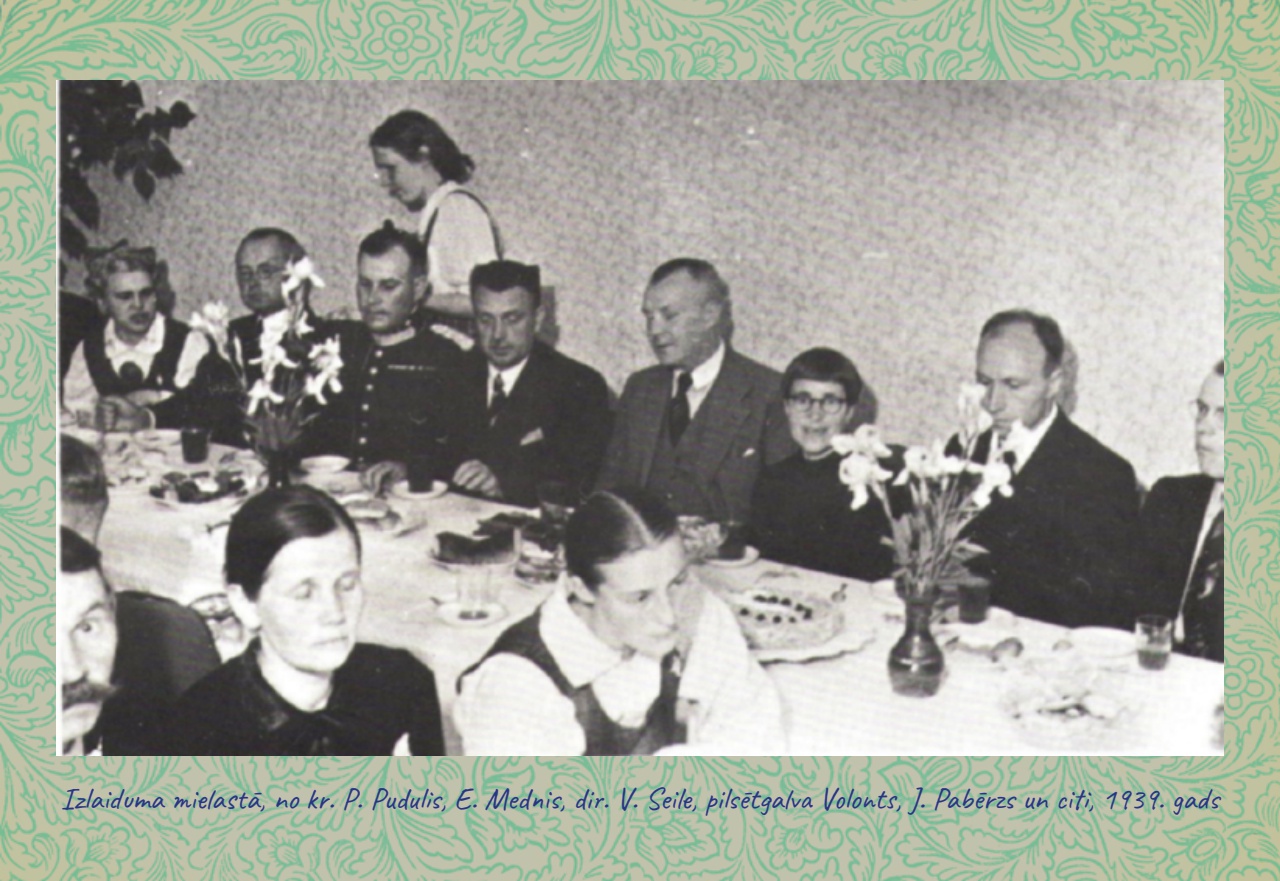 Izlaiduma mielastā, no kr. P. Pudulis, E. Mednis, dir. V. Seile, pilsētgalva Volonts, J. Pabērzs un citi, 1939. gads